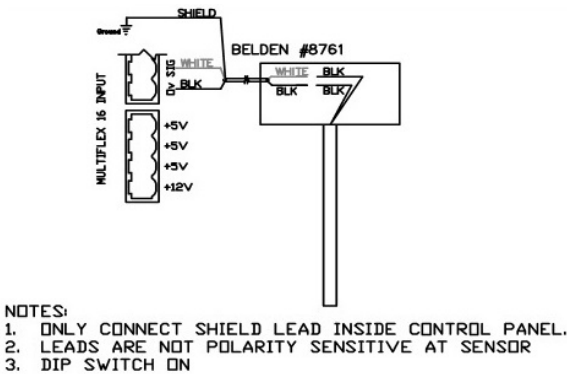 SHIELD
Ground
BELDEN #8761
SIG WHITE
0v BLK
WHITE BLK
BLK BLK
MULTIFLEX 16 INPUT
+5V
+5V
+5V
+12V
NOTES:
1. ONLY CONNECT SHIELD LEAD INSIDE CONTROL PANEL.
2. LEADS ARE NOT POLARITY SENSITIVE AT SENSOR
3. DIP SWITCH ON